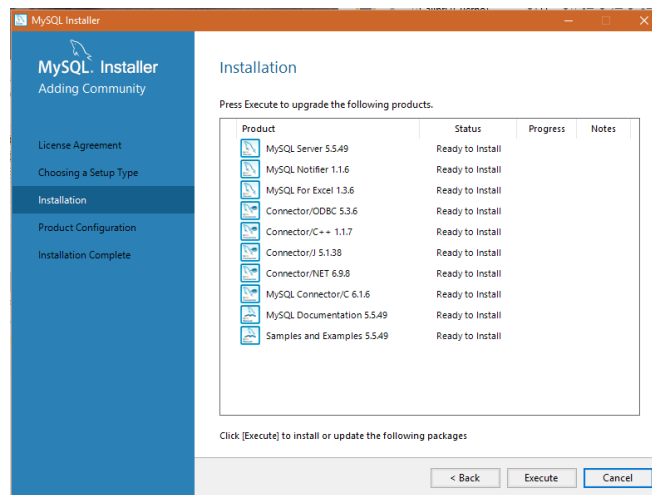 MySQL Installer
MySQL. Installer
Adding Community
License Agreement
Choosing a Setup Type
Installation
Product Configuration
Installation Complete
Installation
Press Execute to upgrade the following products.
Product Status Progress Notes
MySQL Server 5.5.49 Ready to Install
MySQL Notifier 1.1.6 Ready to Install
MySQL For Excel 1.3.6 Ready to Install
Connector/ODBC 5.3.6 Ready to Install
Connector/C++ 1.1.7 Ready to Install
Connector/J 5.1.38 Ready to Install
Connector/NET 6.9.8 Ready to Install
MySQL Connector/C 6.1.6 Ready to Install
MySQL Documentation 5.5.49 Ready to Install
Samples and Examples 5.5.49 Ready to Install
Click [Execute] to install or update the following packages
< Back Execute Cancel